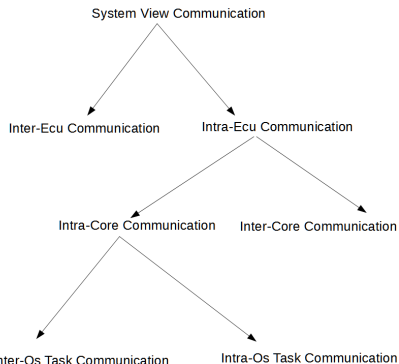 System View Communication
Inter-Ecu Communication
Intra-Ecu Communication
Intra-Core Communication
Inter-Core Communication
nter-Os Task Communication
Intra-Os Task Communication